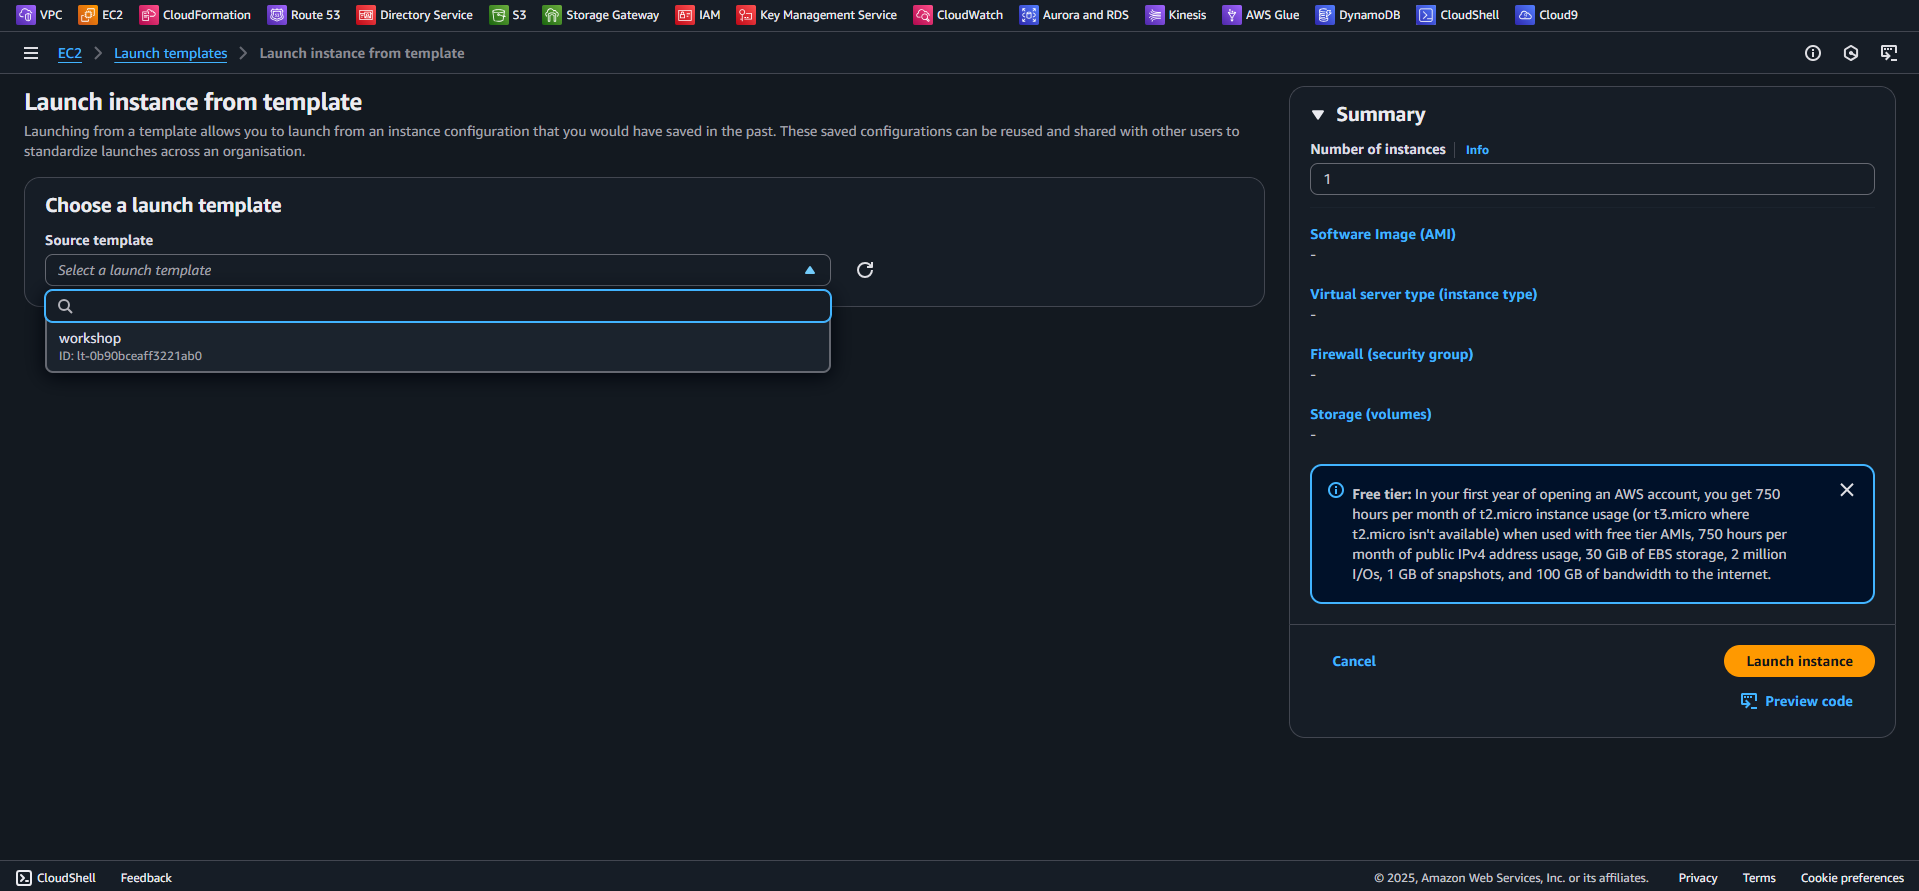 VPC EC2 CloudFormation Route 53 Directory Service S3 Storage Gateway IAM Key Management Service CloudWatch Aurora and RDS Kinesis AWS Glue DynamoDB CloudShell Cloud9
EC2 Launch templates Launch instance from template
Launch instance from template
Launching from a template allows you to launch from an instance configuration that you would have saved in the past. These saved configurations can be reused and shared with other users to
standardize launches across an organisation.
Choose a launch template
Source template
Select a launch template
workshop
ID: lt-0b90bceaff3221ab0
Summary
Number of instances Info
1
Software Image (AMI)
-
Virtual server type (instance type)
-
Firewall (security group)
-
Storage (volumes)
-
Free tier: In your first year of opening an AWS account, you get 750
hours per month of t2.micro instance usage (or t3.micro where
t2.micro isn't available) when used with free tier AMIs, 750 hours per
month of public IPv4 address usage, 30 GiB of EBS storage, 2 million
I/Os, 1 GB of snapshots, and 100 GB of bandwidth to the internet.
Cancel
Launch instance
Preview code
CloudShell Feedback © 2025, Amazon Web Services, Inc. or its affiliates. Privacy Terms Cookie preferences